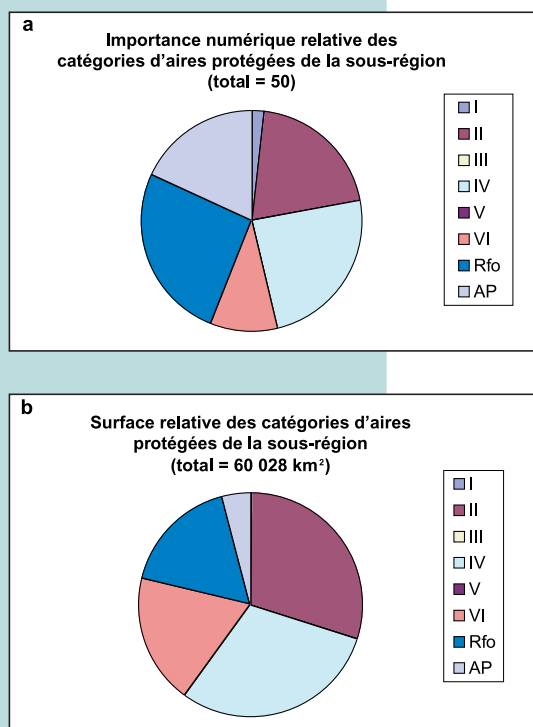 a
Importance numérique relative des
catégories d'aires protégées de la sous-région
(total = 50)
I
II
III
IV
V
VI
Rfo
AP
b
Surface relative des catégories d'aires
protégées de la sous-région
(total = 60 028 km²)
I
II
III
IV
V
VI
Rfo
AP